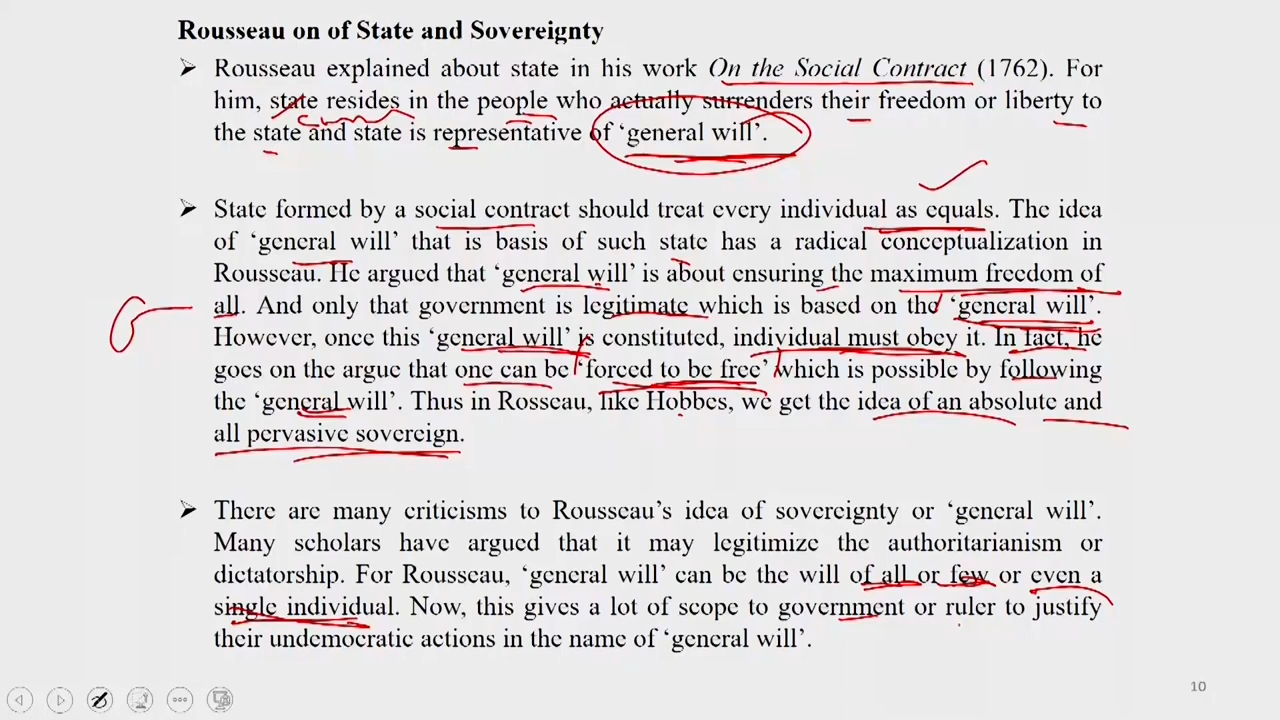 Rousseau on of State and Sovereignty
➢ Rousseau explained about state in his work On the Social Contract (1762). For
him, state resides in the people who actually surrenders their freedom or liberty to
the state and state is representative of ‘general will’.
➢ State formed by a social contract should treat every individual as equals. The idea
of ‘general will’ that is basis of such state has a radical conceptualization in
Rousseau. He argued that ‘general will’ is about ensuring the maximum freedom of
all. And only that government is legitimate which is based on the ‘general will’.
However, once this ‘general will’ is constituted, individual must obey it. In fact, he
goes on the argue that one can be ‘forced to be free’ which is possible by following
the ‘general will’. Thus in Rosseau, like Hobbes, we get the idea of an absolute and
all pervasive sovereign.
➢ There are many criticisms to Rousseau’s idea of sovereignty or ‘general will’.
Many scholars have argued that it may legitimize the authoritarianism or
dictatorship. For Rousseau, ‘general will’ can be the will of all or few or even a
single individual. Now, this gives a lot of scope to government or ruler to justify
their undemocratic actions in the name of ‘general will’.
10